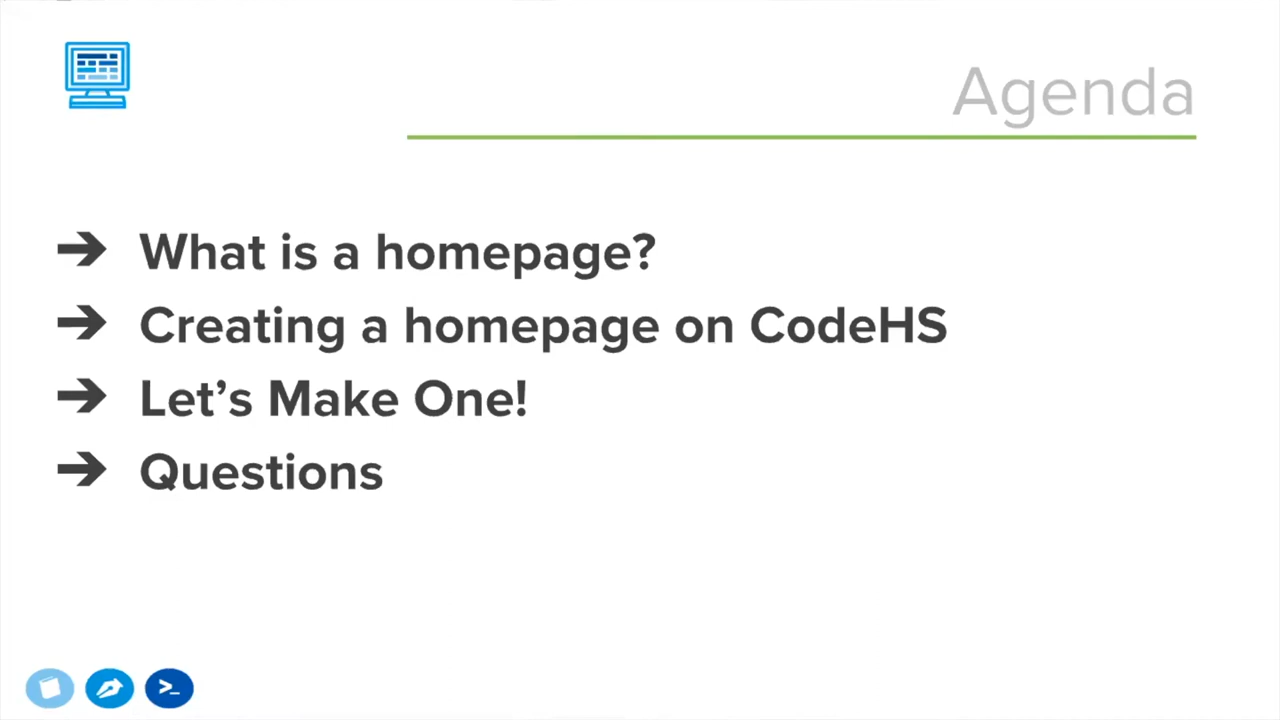 Agenda
➔ What is a homepage?
➔ Creating a homepage on CodeHS
➔ Let’s Make One!
➔ Questions